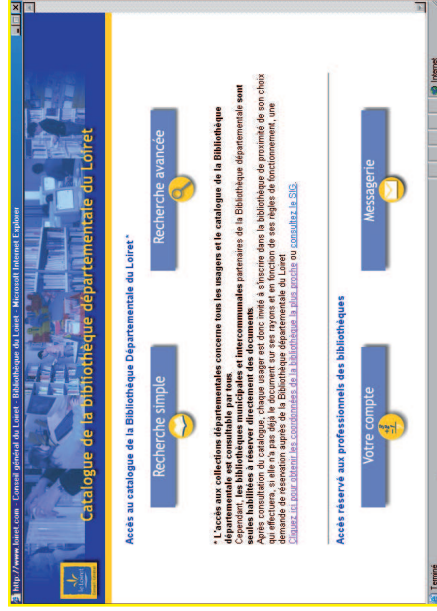 http://www.loiret.com - Conseil général du Loiret - Bibliothèque du Loiret - Microsoft Internet Explorer
le Loiret
Catalogue de la bibliothèque départementale du Loiret
Accès au catalogue de la Bibliothèque Départementale du Loiret *
Recherche simple
Recherche avancée
* L'accès aux collections départementales concerne tous les usagers et le catalogue de la Bibliothèque
départementale est consultable par tous.
Cependant, les bibliothèques municipales et intercommunales partenaires de la Bibliothèque départementale sont
seules habilitées à réserver directement des documents.
Après consultation du catalogue, chaque usager est donc invité à s'inscrire dans la bibliothèque de proximité de son choix
qui effectuera, si elle n'a pas déjà le document sur ses rayons et en fonction de ses règles de fonctionnement, une
demande de réservation auprès de la Bibliothèque départementale du Loiret
Cliquez ici pour obtenir les coordonnées de la bibliothèque la plus proche ou consultez le SIG.
Accès réservé aux professionnels des bibliothèques
Votre compte
Messagerie
Terminé
Internet